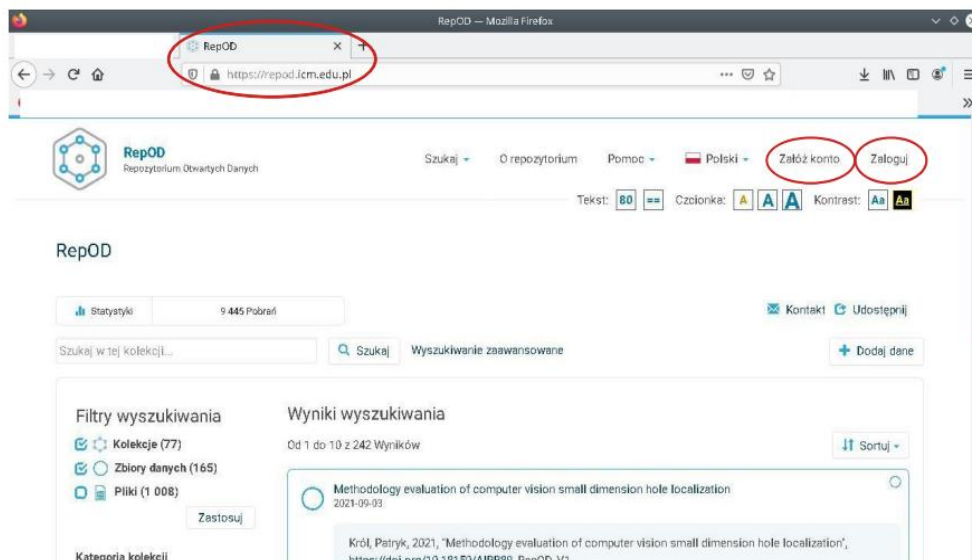 RepOD — Mozilla Firefox
RepOD
https://repod.icm.edu.pl
RepOD
Repozytorium Otwartych Danych
Szukaj
O repozytorium
Pomoc
Polski
Załóż konto
Zaloguj
Tekst: 80 == Czcionka: A A A Kontrast: Aa Aa
RepOD
Statystyki
9 445 Pobrań
Kontakt
Udostępnij
Szukaj w tej kolekcji...
Szukaj
Wyszukiwanie zaawansowane
Dodaj dane
Filtry wyszukiwania
Kolekcje (77)
Zbiory danych (165)
Pliki (1 008)
Zastosuj
Kategoria kolekcji
Wyniki wyszukiwania
Od 1 do 10 z 242 Wyników
Sortuj
Methodology evaluation of computer vision small dimension hole localization
2021-09-03
Król, Patryk, 2021, "Methodology evaluation of computer vision small dimension hole localization",
RepOD, V1